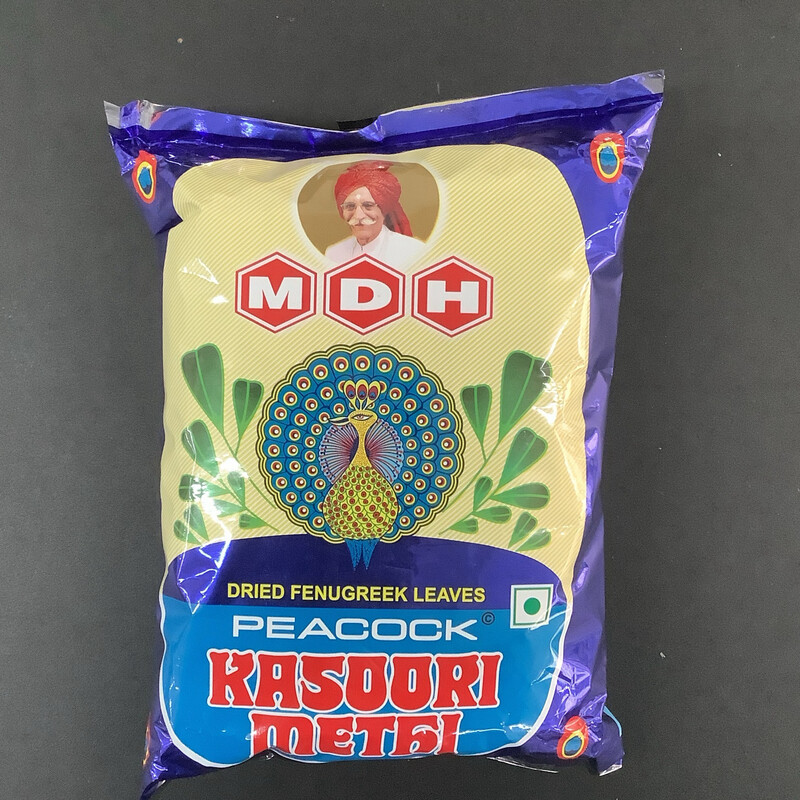 MDH
DRIED FENUGREEK LEAVES
PEACOCK©
KASOORI
METHI